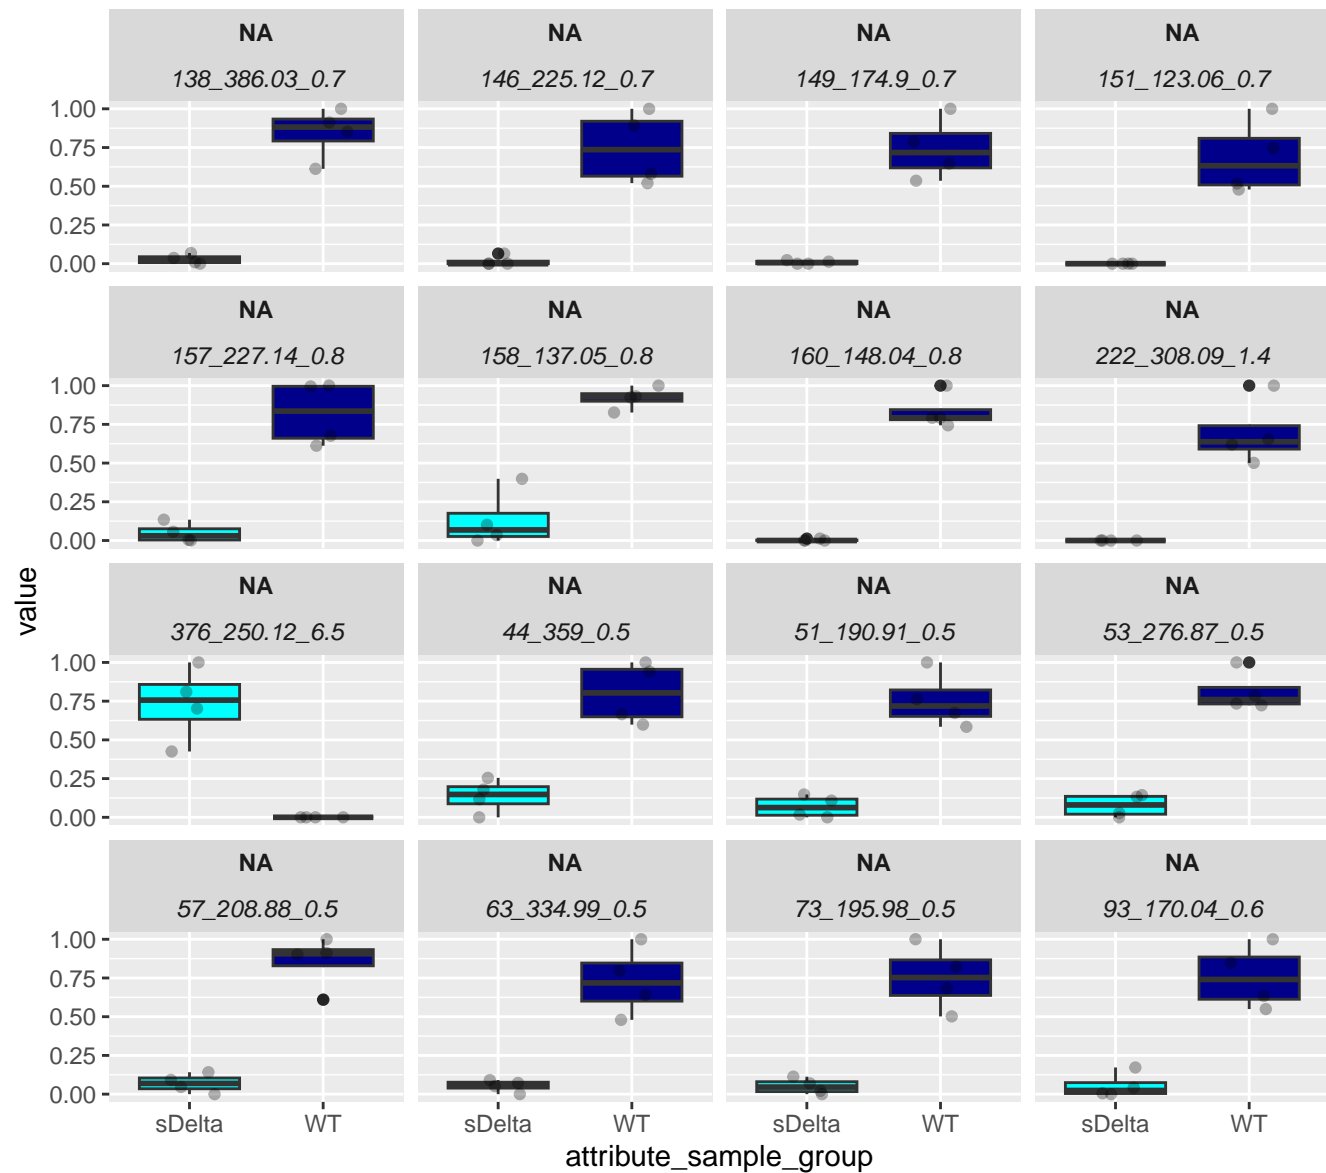 NA NA NA NA
138_386.03_0.7 146_225.12_0.7 149_174.9_0.7 151_123.06_0.7
1.00
0.75
0.50
0.25
0.00
NA NA NA NA
157_227.14_0.8 158_137.05_0.8 160_148.04_0.8 222_308.09_1.4
1.00
0.75
0.50
0.25
0.00
value
NA NA NA NA
376_250.12_6.5 44_359_0.5 51_190.91_0.5 53_276.87_0.5
1.00
0.75
0.50
0.25
0.00
NA NA NA NA
57_208.88_0.5 63_334.99_0.5 73_195.98_0.5 93_170.04_0.6
1.00
0.75
0.50
0.25
0.00
sDelta WT sDelta WT sDelta WT sDelta WT
attribute_sample_group